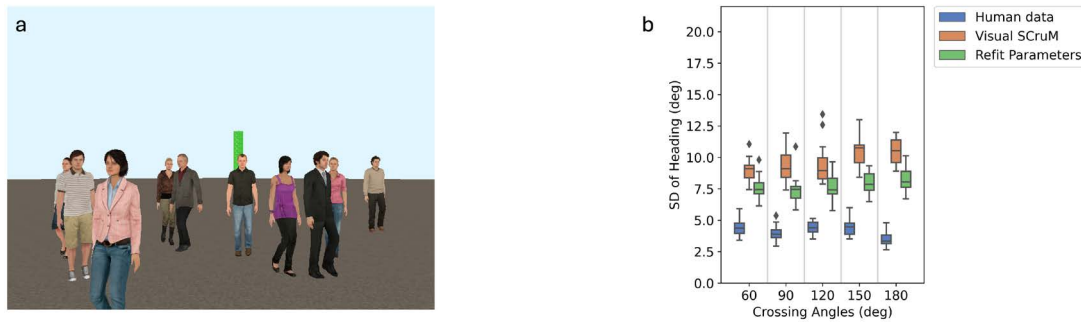 a
b
Human data
Visual SCruM
Refit Parameters
SD of Heading (deg)
20.0
17.5
15.0
12.5
10.0
7.5
5.0
2.5
0.0
60 90 120 150 180
Crossing Angles (deg)